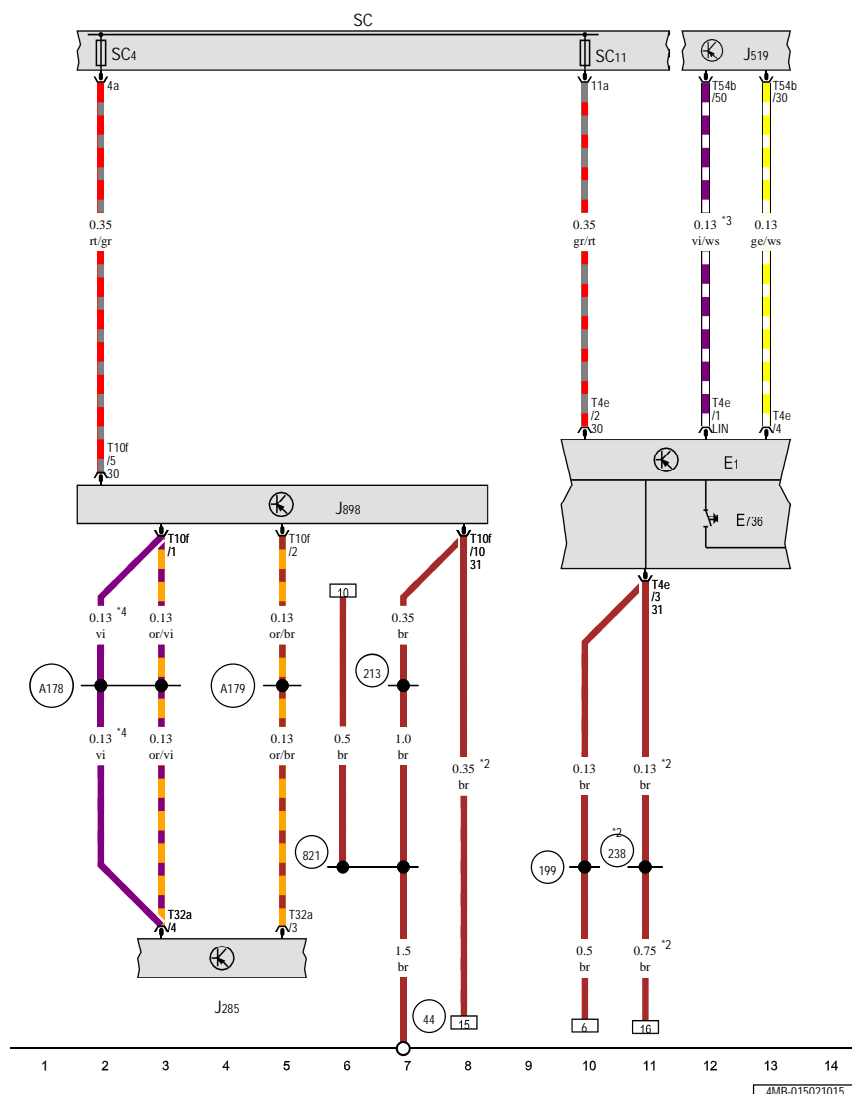 SC
SC4
SC11
J519
4a
11a
T54b
/50
T54b
/30
0.35
rt/gr
0.35
gr/rt
0.13 *3
vi/ws
0.13
ge/ws
T10f
/5
30
T4e
/2
30
T4e
/1
LIN
T4e
/4
E1
E736
J898
T10f
/1
T10f
/2
T10f
/10
31
T4e
/3
31
10
0.13 *4
vi
0.13
or/vi
0.13
or/br
0.35
br
A178
A179
213
0.13 *4
vi
0.13
or/vi
0.13
or/br
0.5
br
1.0
br
0.35 *2
br
0.13
br
0.13 *2
br
821
199
*2
238
T32a
/4
T32a
/3
1.5
br
0.5
br
0.75 *2
br
J285
44
15
6
16
1 2 3 4 5 6 7 8 9 10 11 12 13 14
4MB-015021015